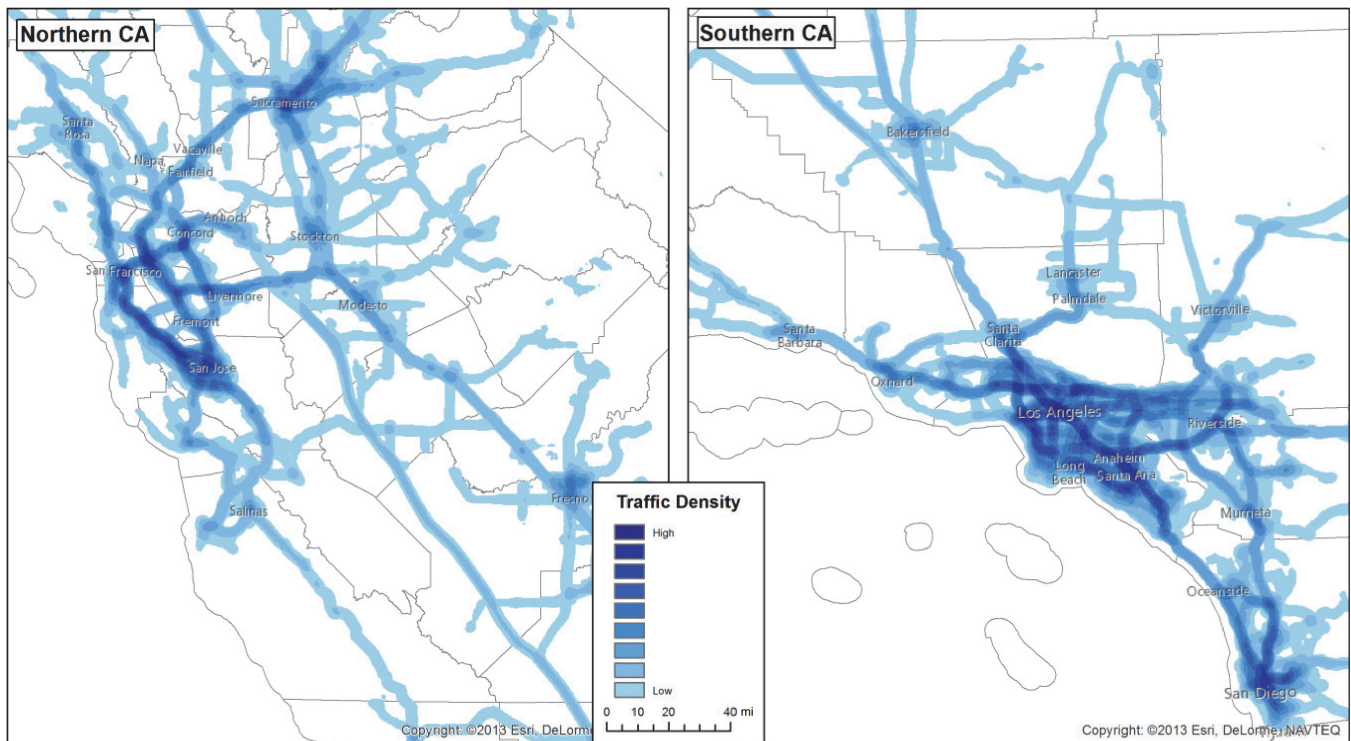 Northern CA
Sacramento
Santa
Rosa
Napa
Vacaville
Fairfield
Antioch
Concord
Stockton
San Francisco
Livermore
Modesto
Fremont
San Jose
Salinas
Fresno
Copyright: ©2013 Esri, DeLorme
Southern CA
Bakersfield
Lancaster
Palmdale
Victorville
Santa
Barbara
Santa
Clarita
Oxnard
Los Angeles
Riverside
Anaheim
Long
Beach
Santa Ana
Murrieta
Oceanside
San Diego
Copyright: ©2013 Esri, DeLorme, NAVTEQ
Traffic Density
High
Low
0 10 20 40 mi